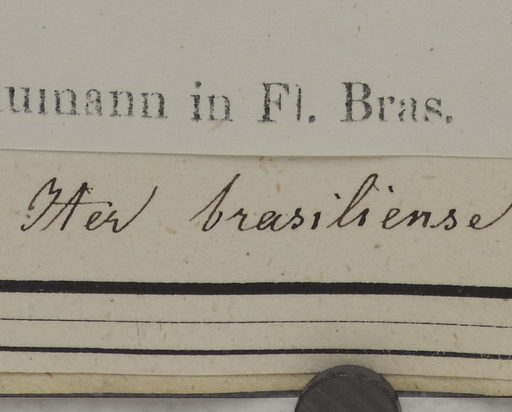 umann in Fl. Bras.
Iter brasiliense